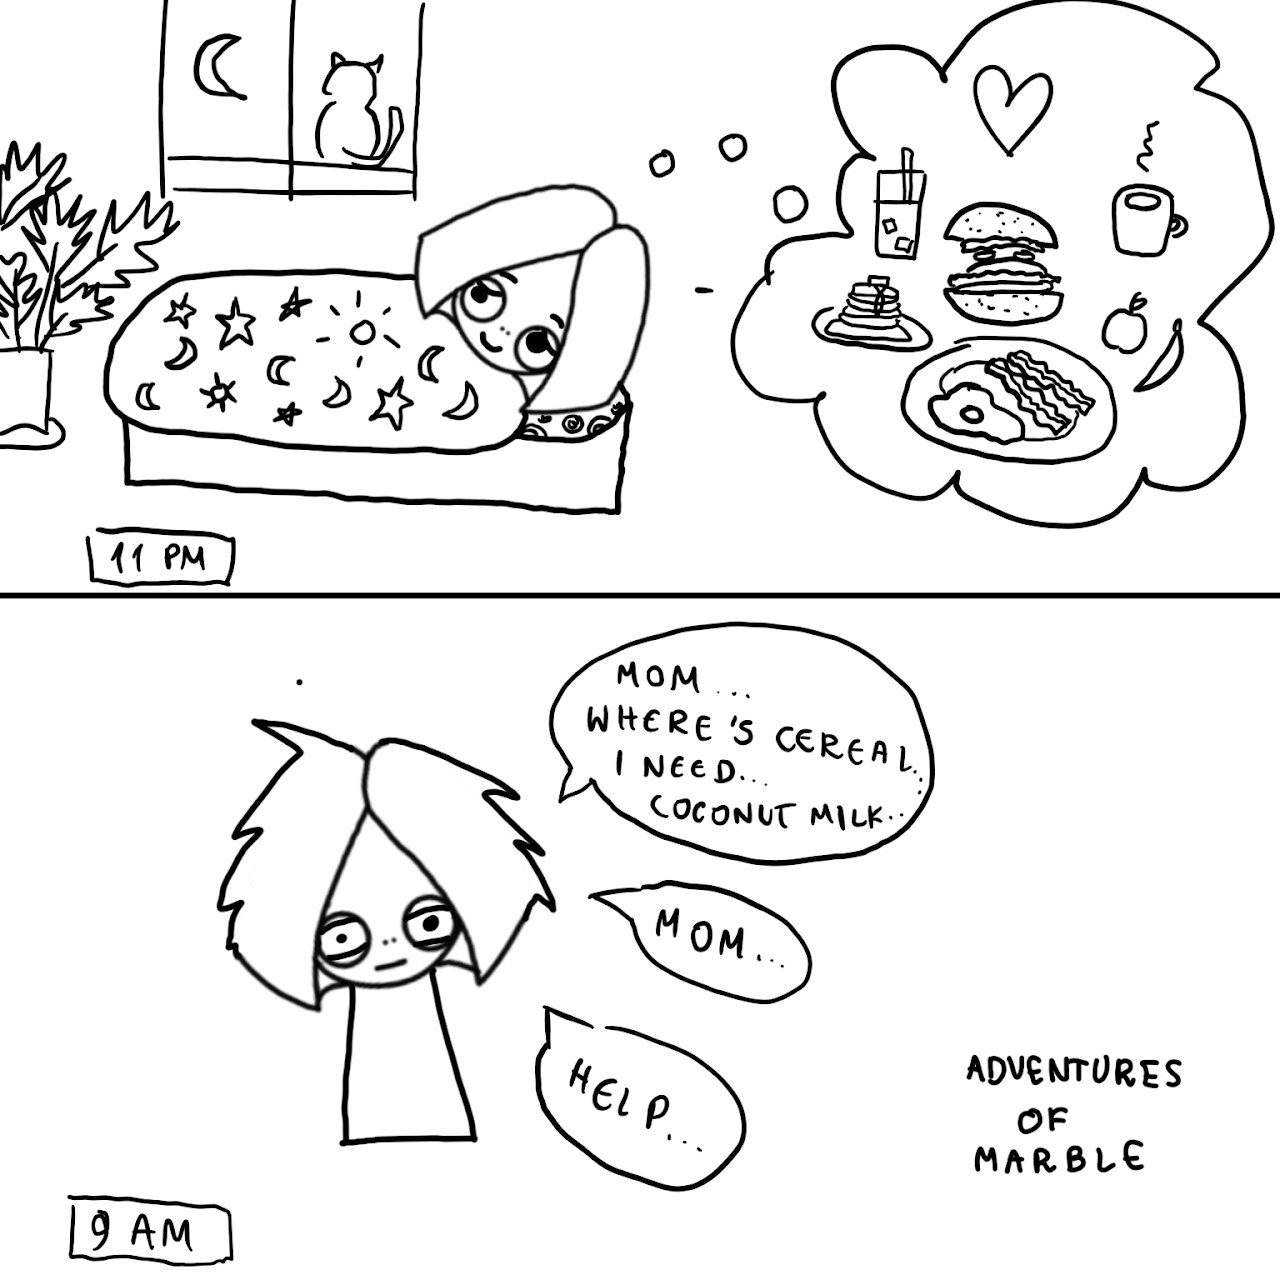 11 PM
MOM...
WHERE'S CEREAL...
I NEED...
COCONUT MILK...
MOM...
HELP...
ADVENTURES
OF
MARBLE
9 AM